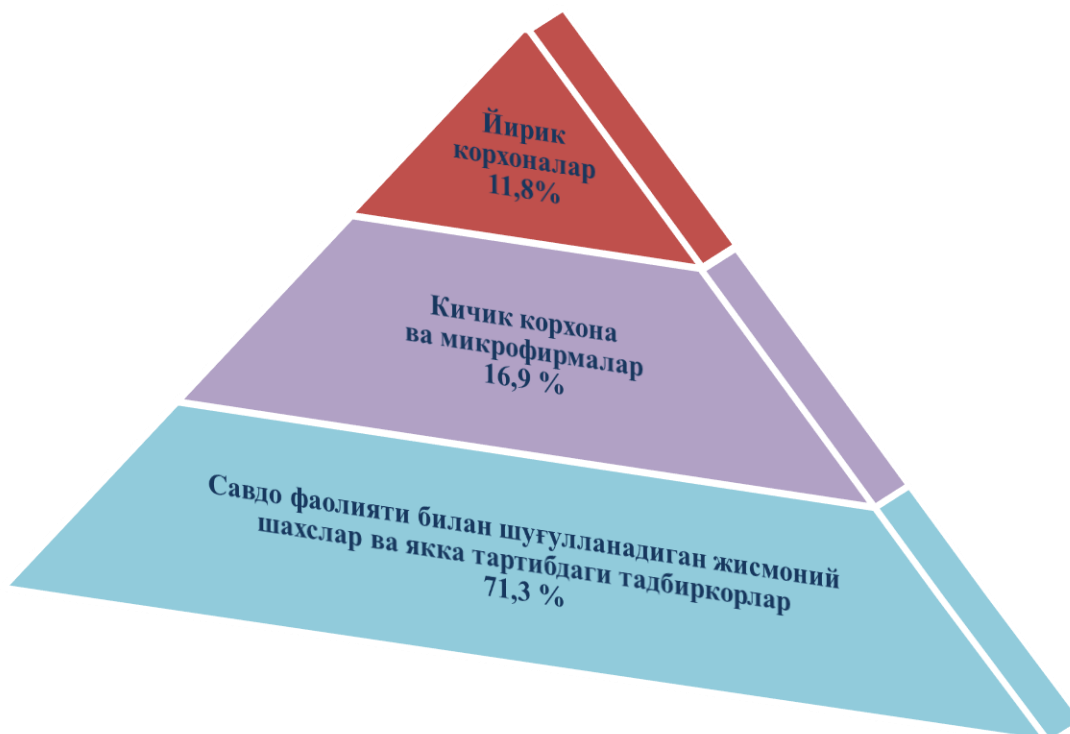 Йирик
корхоналар
11,8%
Кичик корхона
ва микрофирмалар
16,9 %
Савдо фаолияти билан шуғулланадиган жисмоний
шахслар ва якка тартибдаги тадбиркорлар
71,3 %